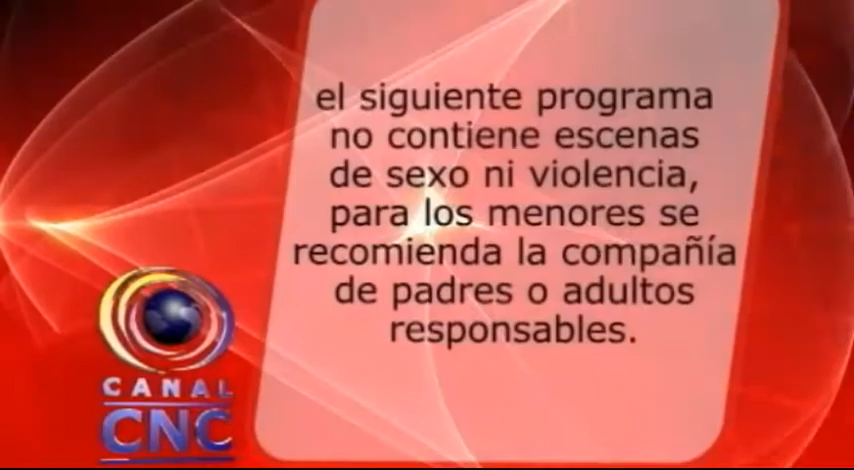 el siguiente programa
no contiene escenas
de sexo ni violencia,
para los menores se
recomienda la compañía
de padres o adultos
responsables.
CANAL
CNC